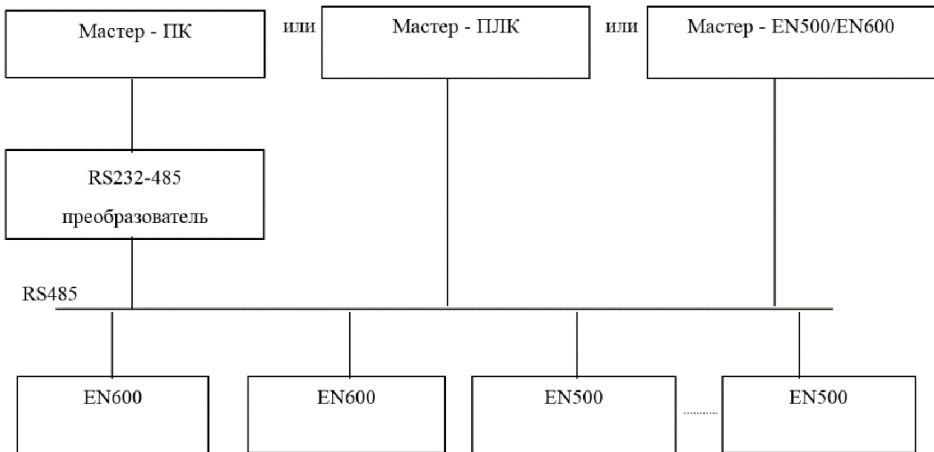 Мастер - ПК или Мастер - ПЛК или Мастер - EN500/EN600
RS232-485
преобразователь
RS485
EN600 EN600 EN500 EN500